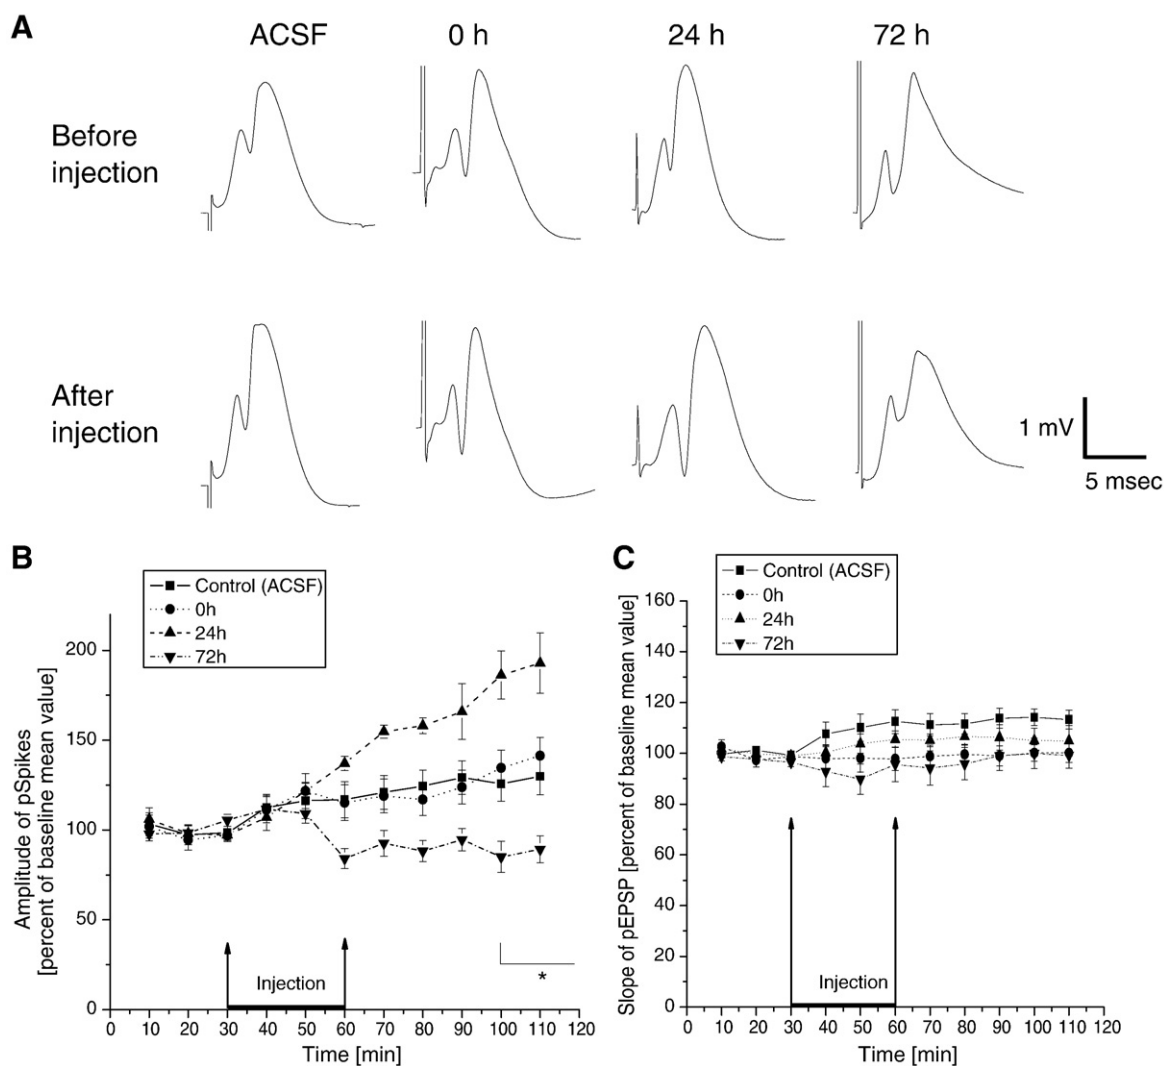 A
ACSF
0 h
24 h
72 h
Before
injection
After
injection
1 mV
5 msec
B
Control (ACSF)
0h
24h
72h
Amplitude of pSpikes
[percent of baseline mean value]
200
150
100
50
0
Injection
*
0 10 20 30 40 50 60 70 80 90 100 110 120
Time [min]
C
Control (ACSF)
0h
24h
72h
Slope of pEPSP [percent of baseline mean value]
160
140
120
100
80
60
40
20
0
Injection
0 10 20 30 40 50 60 70 80 90 100 110 120
Time [min]